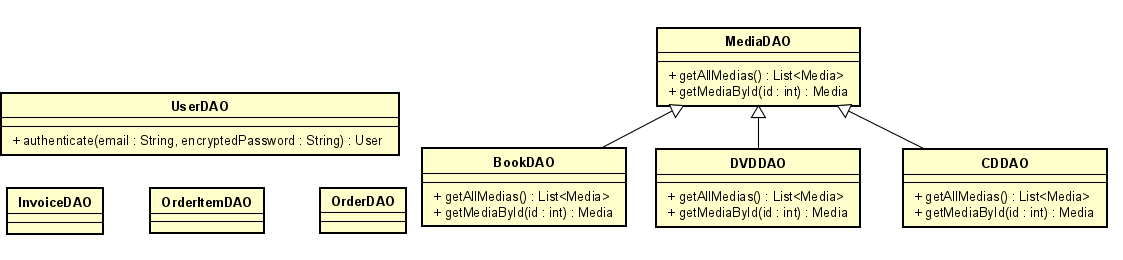 MediaDAO
+ getAllMedias() : List<Media>
+ getMediaById(id : int) : Media
UserDAO
+ authenticate(email : String, encryptedPassword : String) : User
BookDAO
+ getAllMedias() : List<Media>
+ getMediaById(id : int) : Media
DVDDAO
+ getAllMedias() : List<Media>
+ getMediaById(id : int) : Media
CDDAO
+ getAllMedias() : List<Media>
+ getMediaById(id : int) : Media
InvoiceDAO
OrderItemDAO
OrderDAO